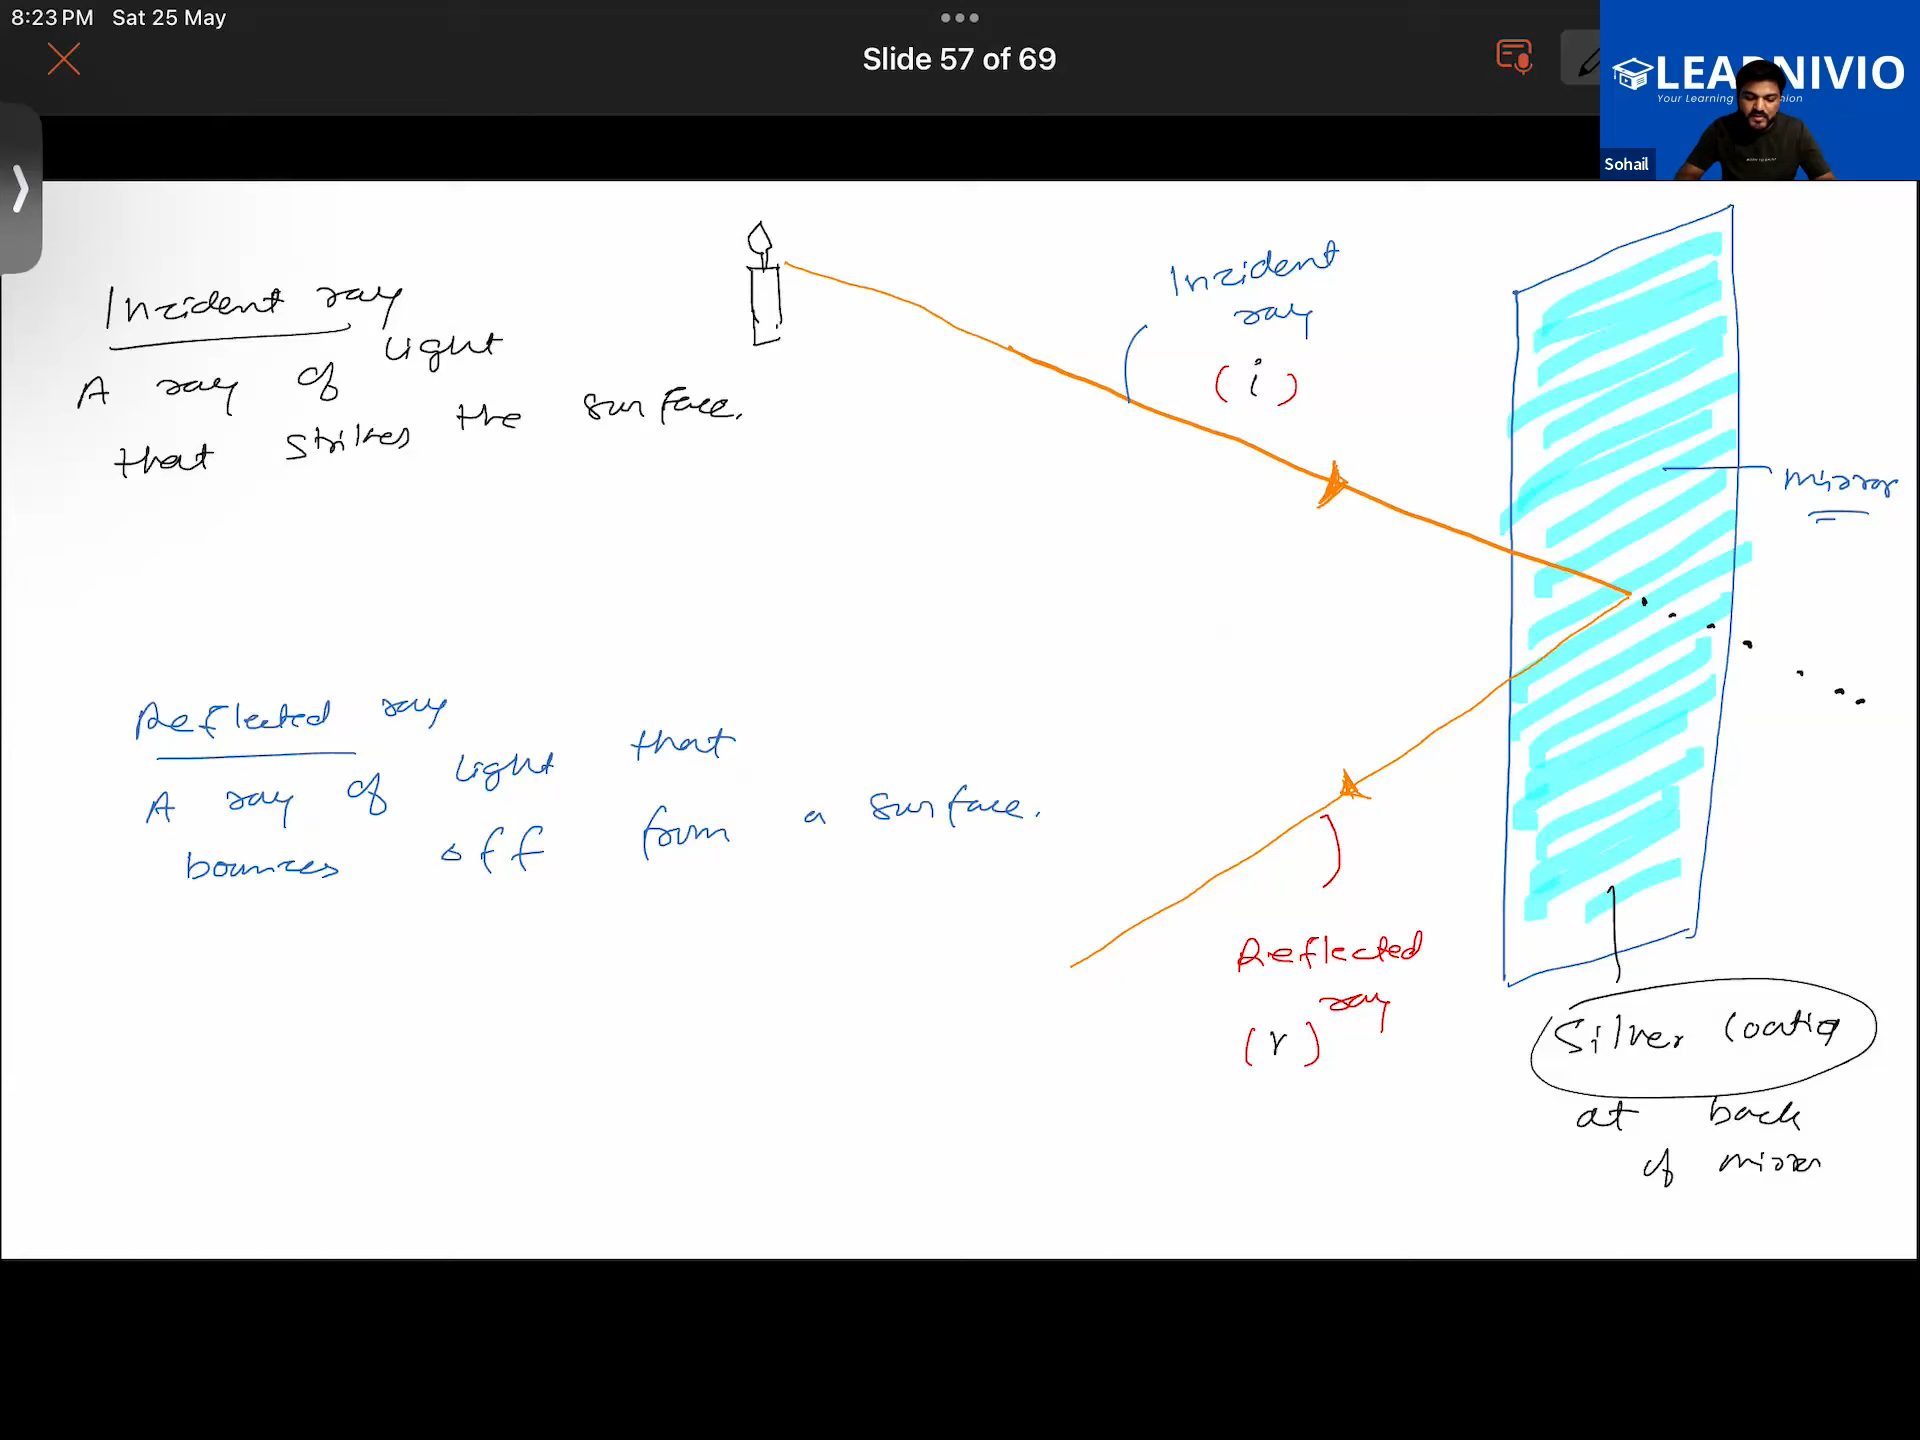 8:23 PM Sat 25 May
Slide 57 of 69
LEARNIVIO
Your Learning
Sohail
Incident ray
A ray of light
that strikes the surface.
Incident
ray
(i)
mirror
Reflected ray
A ray of light that
bounces off from a surface.
Reflected
ray
(r)
Silver Coating
at back
of mirror